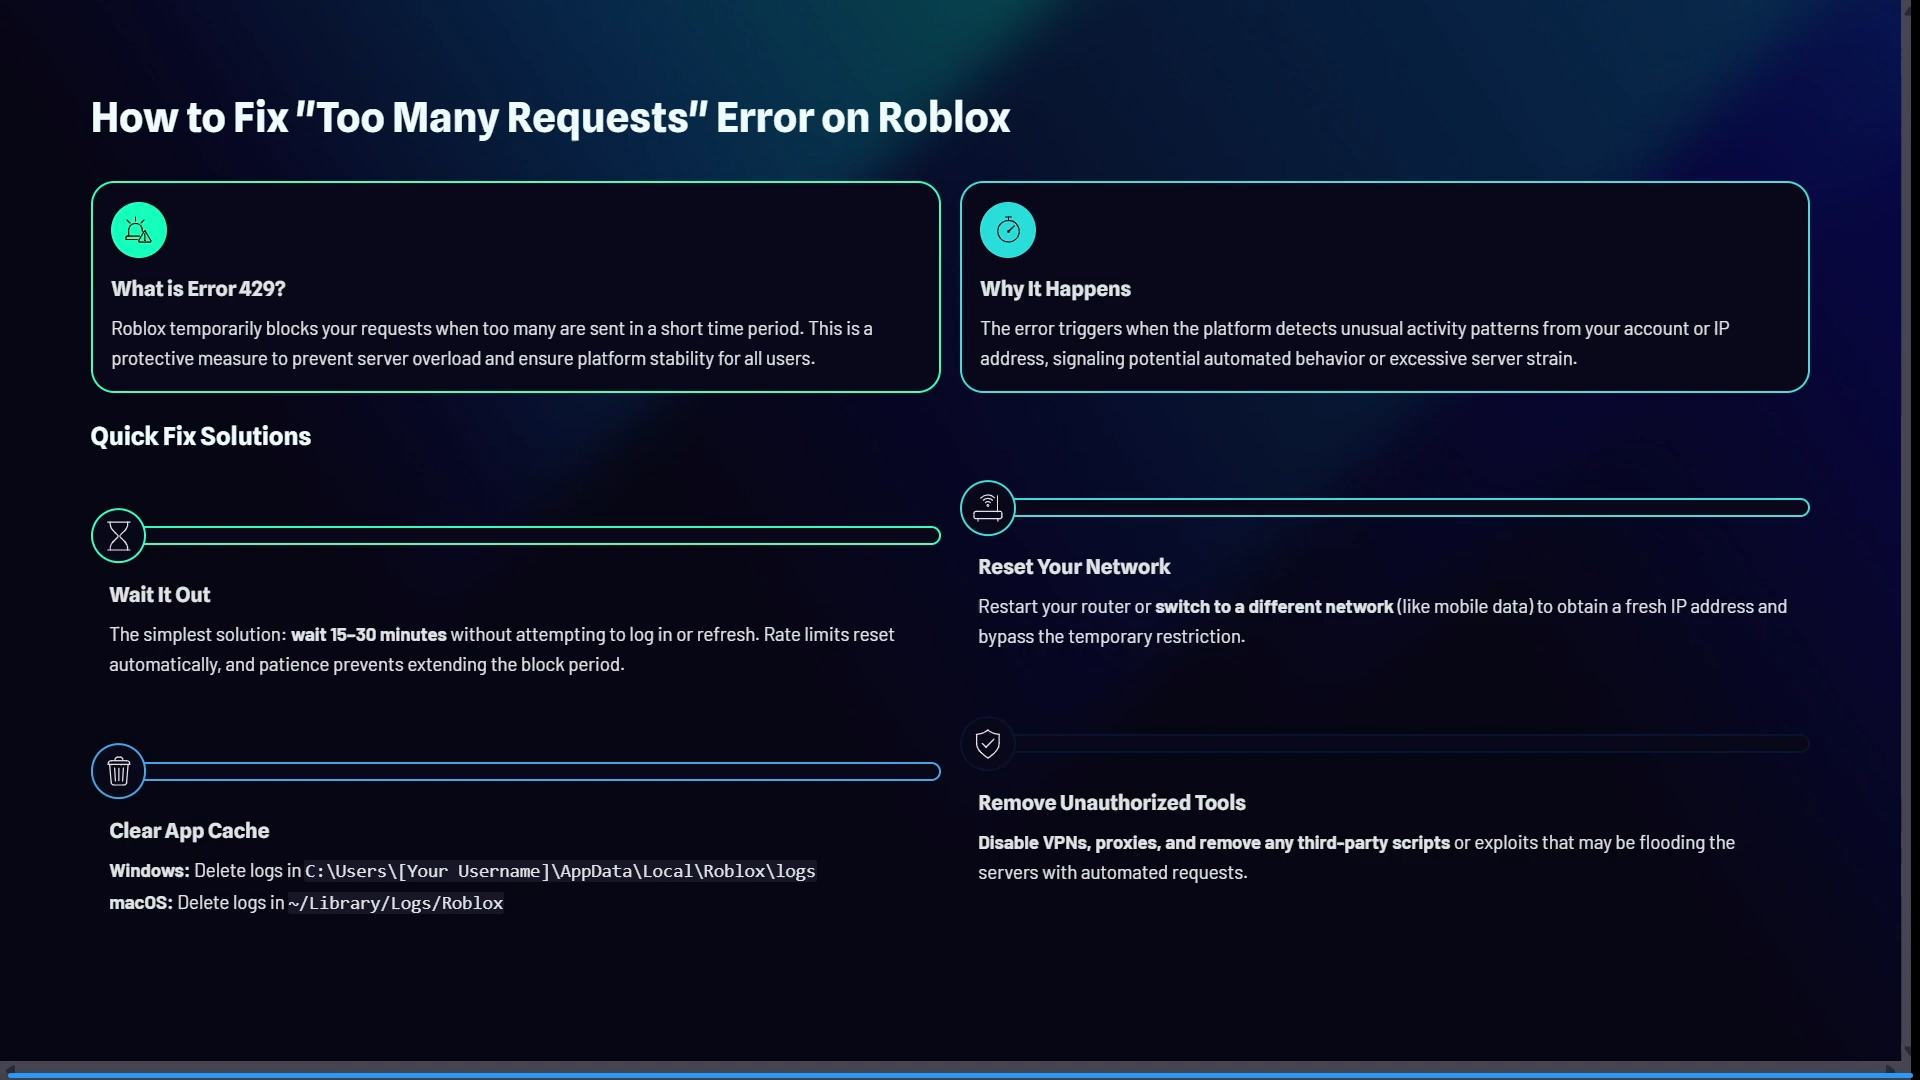 How to Fix "Too Many Requests" Error on Roblox
What is Error 429?
Roblox temporarily blocks your requests when too many are sent in a short time period. This is a
protective measure to prevent server overload and ensure platform stability for all users.
Why It Happens
The error triggers when the platform detects unusual activity patterns from your account or IP
address, signaling potential automated behavior or excessive server strain.
Quick Fix Solutions
Wait It Out
The simplest solution: wait 15–30 minutes without attempting to log in or refresh. Rate limits reset
automatically, and patience prevents extending the block period.
Reset Your Network
Restart your router or switch to a different network (like mobile data) to obtain a fresh IP address and
bypass the temporary restriction.
Clear App Cache
Windows: Delete logs in C:\Users\[Your Username]\AppData\Local\Roblox\logs
macOS: Delete logs in ~/Library/Logs/Roblox
Remove Unauthorized Tools
Disable VPNs, proxies, and remove any third-party scripts or exploits that may be flooding the
servers with automated requests.